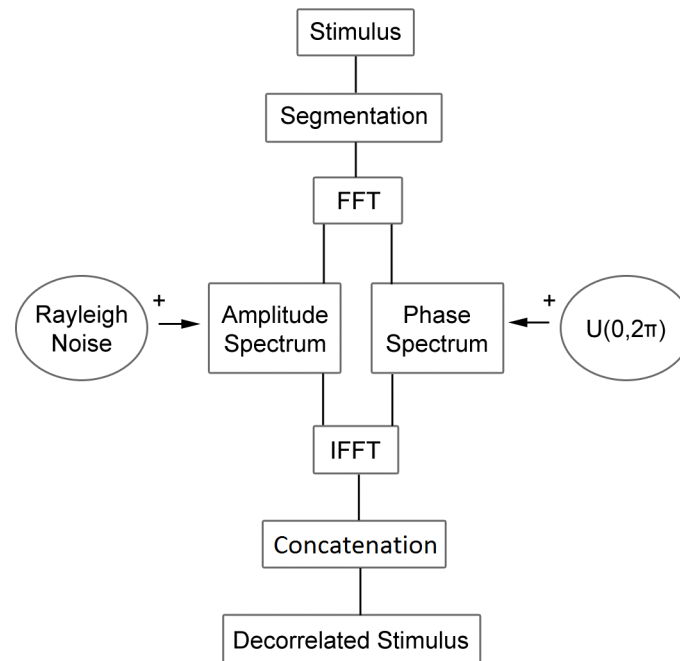 Stimulus
Segmentation
FFT
+
+
Rayleigh
Noise
Amplitude
Spectrum
Phase
Spectrum
U(0,2π)
IFFT
Concatenation
Decorrelated Stimulus